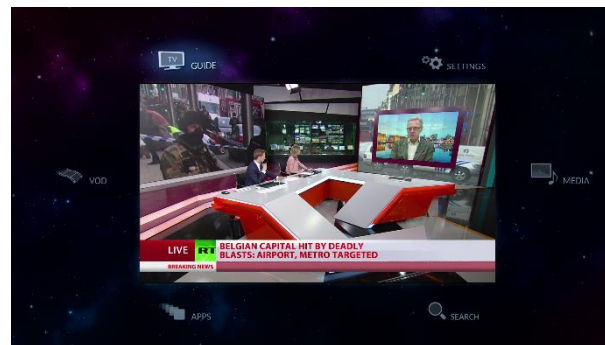 TV
GUIDE
SETTINGS
VOD
MEDIA
LIVE
RT
BELGIAN CAPITAL HIT BY DEADLY
BLASTS: AIRPORT, METRO TARGETED
BREAKING NEWS
APPS
SEARCH